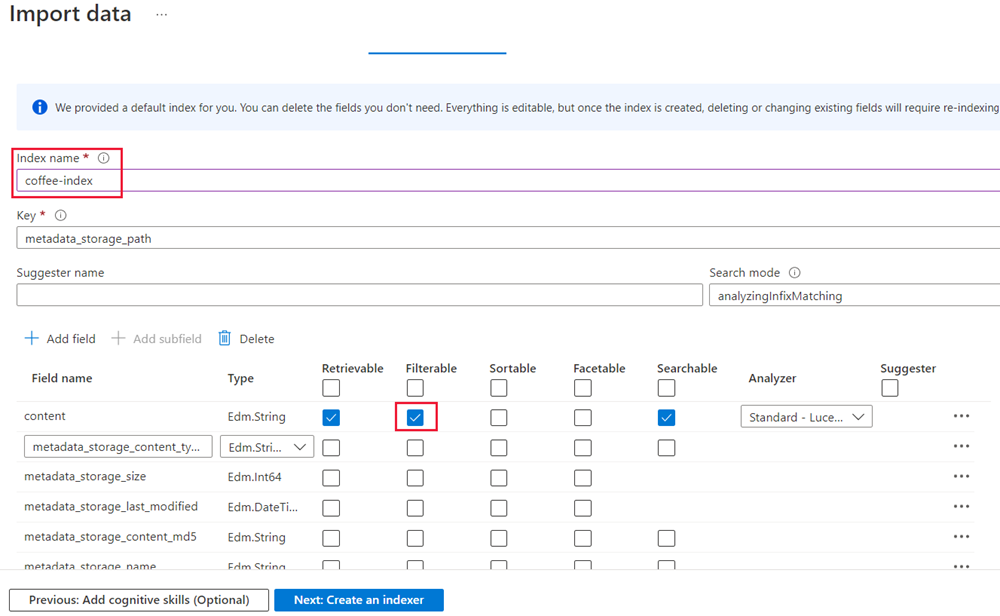 Import data ...
We provided a default index for you. You can delete the fields you don't need. Everything is editable, but once the index is created, deleting or changing existing fields will require re-indexing
Index name *
coffee-index
Key *
metadata_storage_path
Suggester name Search mode
analyzingInfixMatching
Add field Add subfield Delete
Field name Type Retrievable Filterable Sortable Facetable Searchable Analyzer Suggester
content Edm.String Standard - Luce... ...
metadata_storage_content_ty... Edm.Stri... ...
metadata_storage_size Edm.Int64 ...
metadata_storage_last_modified Edm.DateTi... ...
metadata_storage_content_md5 Edm.String ...
metadata_storage_name Edm.String ...
Previous: Add cognitive skills (Optional) Next: Create an indexer